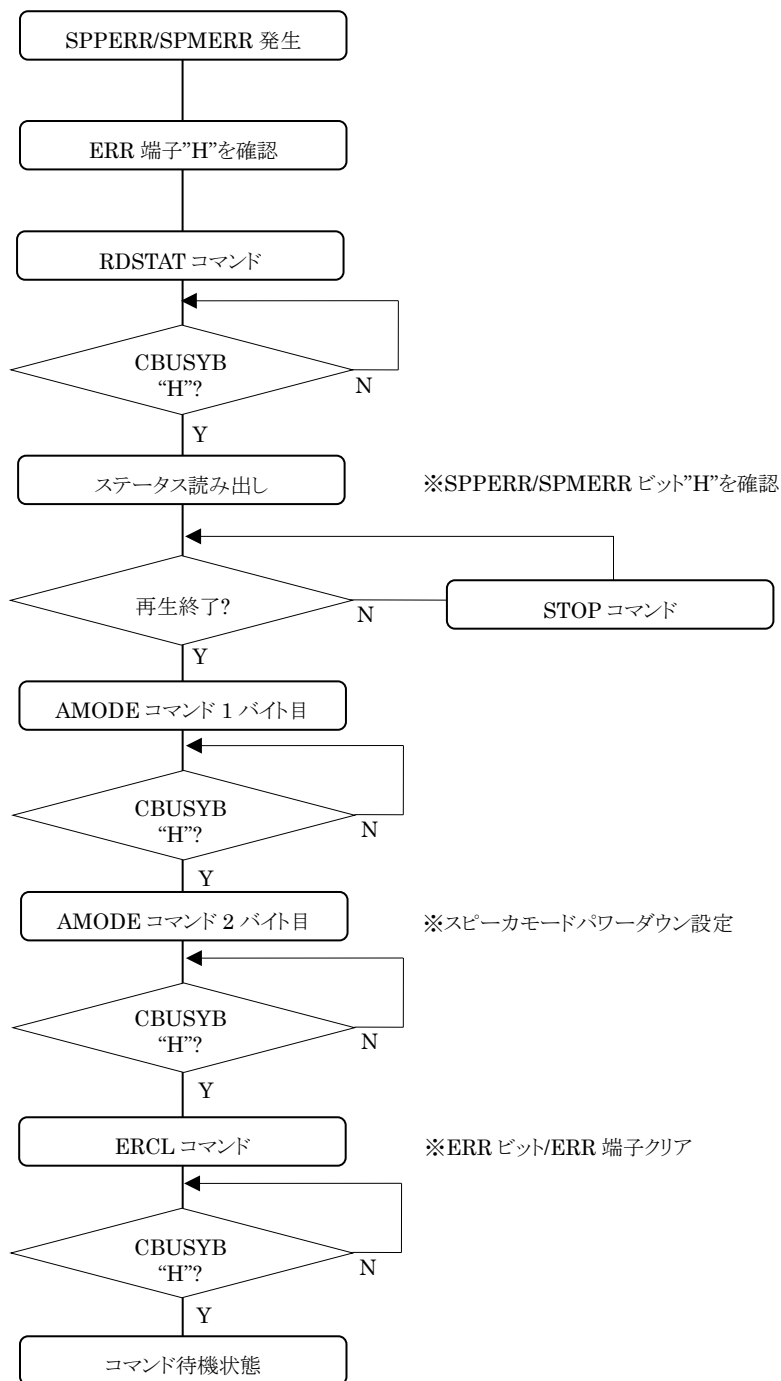 SPPERR/SPMERR 発生
ERR 端子”H”を確認
RDSTAT コマンド
CBUSYB
“H”?
N
Y
ステータス読み出し
※SPPERR/SPMERR ビット”H”を確認
再生終了?
N
STOP コマンド
Y
AMODE コマンド 1 バイト目
CBUSYB
“H”?
N
Y
AMODE コマンド 2 バイト目
※スピーカモードパワーダウン設定
CBUSYB
“H”?
N
Y
ERCL コマンド
※ERR ビット/ERR 端子クリア
CBUSYB
“H”?
N
Y
コマンド待機状態